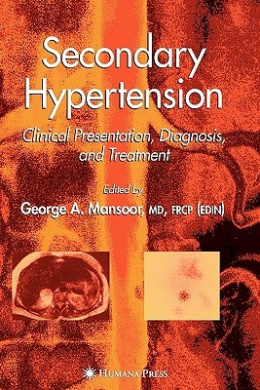 Secondary
Hypertension
Clinical Presentation, Diagnosis,
and Treatment
Edited by
George A. Mansoor, MD, FRCP (EDIN)
HUMANA PRESS